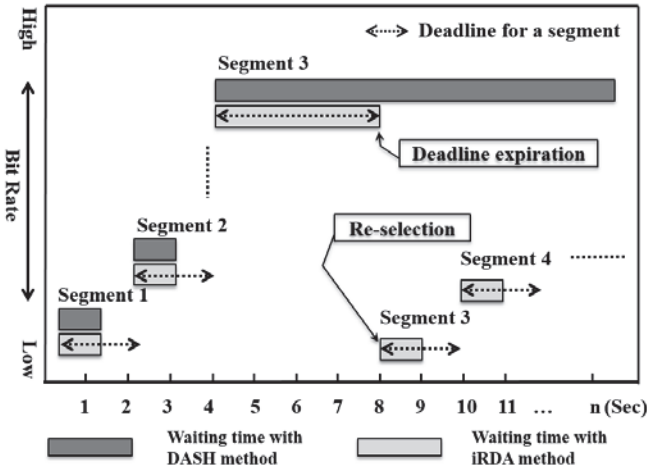 High
Bit Rate
Low
Deadline for a segment
Segment 3
Deadline expiration
Segment 2
Re-selection
Segment 4
Segment 1
Segment 3
1 2 3 4 5 6 7 8 9 10 11 ... n (Sec)
Waiting time with
DASH method
Waiting time with
iRDA method